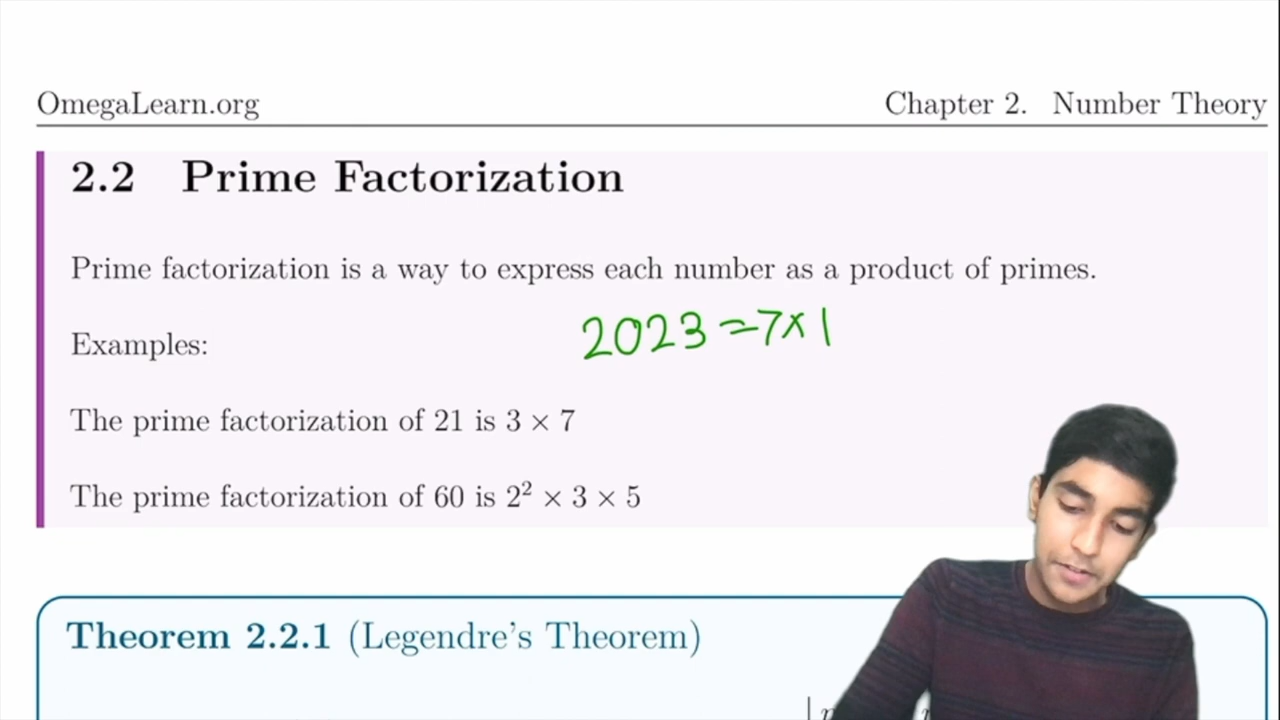 OmegaLearn.org Chapter 2. Number Theory
2.2 Prime Factorization
Prime factorization is a way to express each number as a product of primes.
2023 = 7 × 1
Examples:
The prime factorization of 21 is 3 × 7
The prime factorization of 60 is 2² × 3 × 5
Theorem 2.2.1 (Legendre's Theorem)